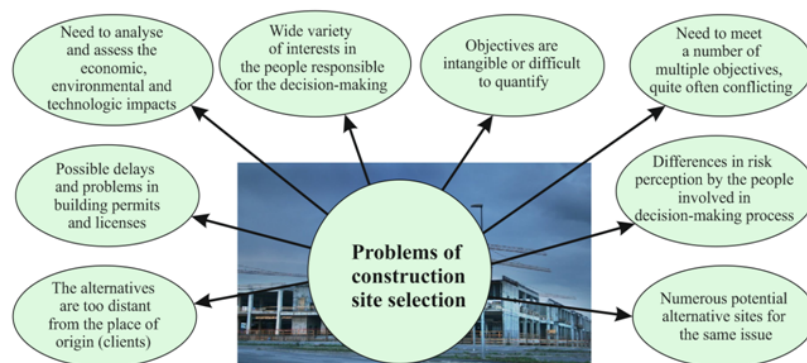 Need to analyse
and assess the
economic,
environmental and
technologic impacts
Wide variety
of interests in
the people responsible
for the decision-making
Objectives are
intangible or difficult
to quantify
Need to meet
a number of
multiple objectives,
quite often conflicting
Possible delays
and problems in
building permits
and licenses
Differences in risk
perception by the people
involved in
decision-making process
Problems of
construction
site selection
The alternatives
are too distant
from the place of
origin (clients)
Numerous potential
alternative sites for
the same issue